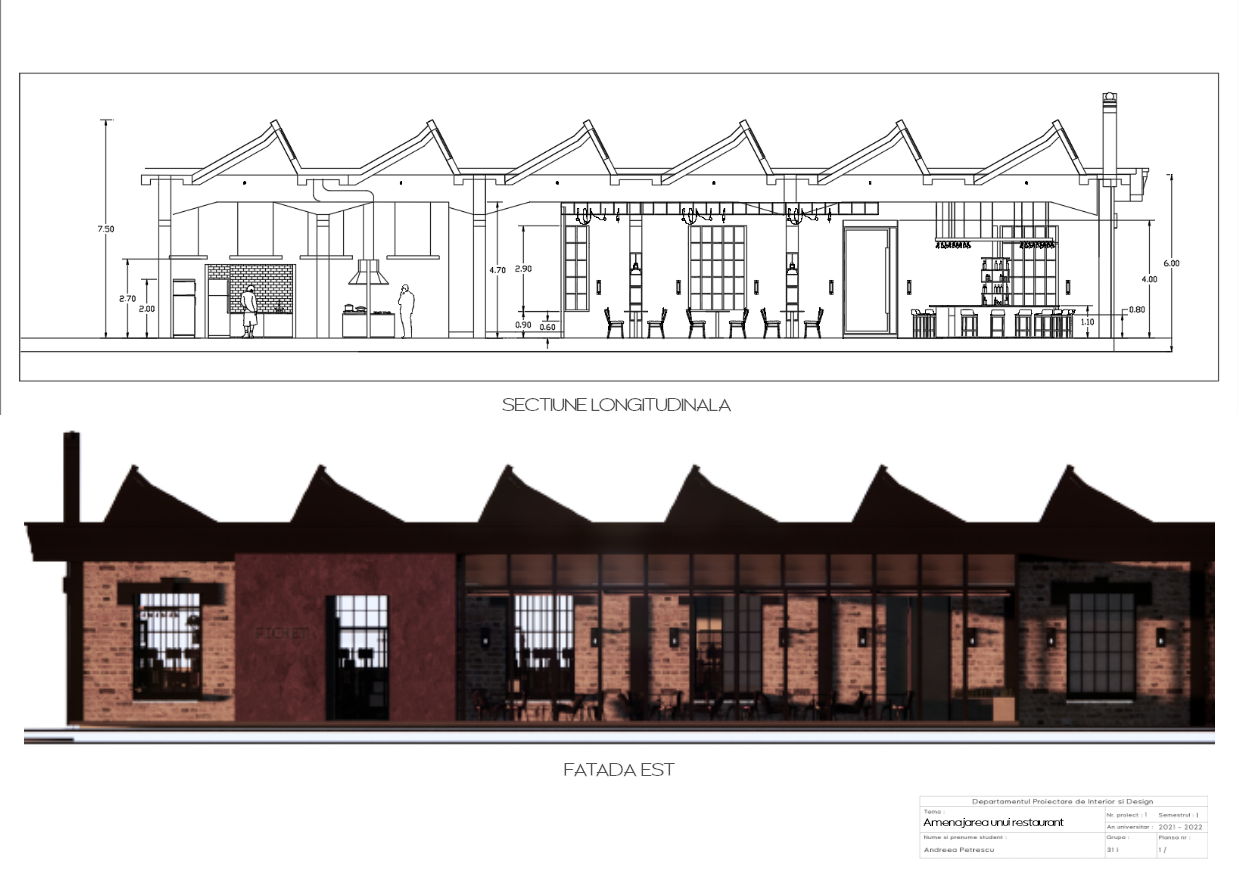 7.50
2.70
2.00
4.70
2.90
0.90
0.60
1.10
0.80
4.00
6.00
SECTIUNE LONGITUDINALA
FATADA EST
Departamentul Proiectare de Interior si Design
Tema :
Amenajarea unui restaurant
Nr. proiect : 1
Semestrul : I
An universitar :
2021 - 2022
Nume si prenume student :
Grupa :
Plansa nr :
Andreea Petrescu
311
1 /